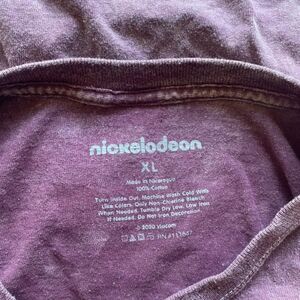 nickelodeon
XL
Made in Nicaragua
100% Cotton
Turn Inside Out. Machine Wash Cold With
Like Colors. Only Non-Chlorine Bleach
When Needed. Tumble Dry Low. Low Iron
If Needed. Do Not Iron Decoration
© 2020 Viacom